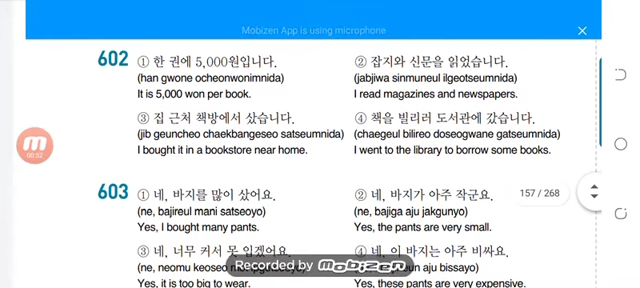 Mobizen App is using microphone
602 ① 한 권에 5,000원입니다. ② 잡지와 신문을 읽었습니다.
(han gwone ocheonwonimnida) (jabjiwa sinmuneul ilgeotseumnida)
It is 5,000 won per book. I read magazines and newspapers.
③ 집 근처 책방에서 샀습니다. ④ 책을 빌리러 도서관에 갔습니다.
(jib geuncheo chaekbangeseo satseumnida) (chaegeul bilireo doseogwane gatseumnida)
I bought it in a bookstore near home. I went to the library to borrow some books.
603 ① 네, 바지를 많이 샀어요. ② 네, 바지가 아주 작군요.
(ne, bajireul mani satseoyo) (ne, bajiga aju jakgunyo)
Yes, I bought many pants. Yes, the pants are very small.
157 / 268
00:52
③ 네, 너무 커서 못 입겠어요. ④ 네, 이 바지는 아주 비싸요.
(ne, neomu keoseo aju bissayo)
Recorded by mobizen
Yes, it is too big to wear. Yes, these pants are very expensive.